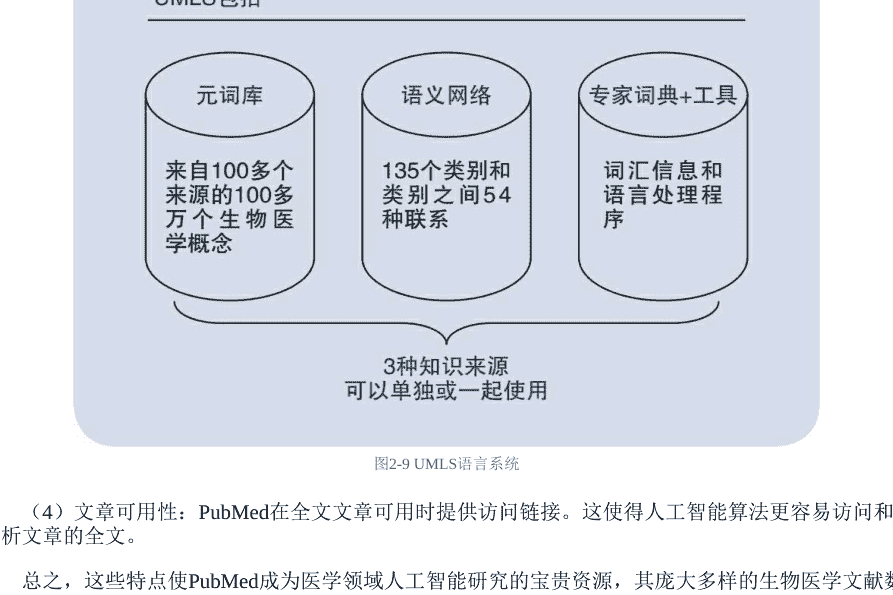 UMLS包括
元词库
语义网络
专家词典+工具
来自100多个
来源的100多
万个生物医
学概念
135个类别和
类别之间54
种联系
词汇信息和
语言处理程
序
3种知识来源
可以单独或一起使用
图2-9 UMLS语言系统
（4）文章可用性：PubMed在全文文章可用时提供访问链接。这使得人工智能算法更容易访问和
析文章的全文。
总之，这些特点使PubMed成为医学领域人工智能研究的宝贵资源，其庞大多样的生物医学文献数